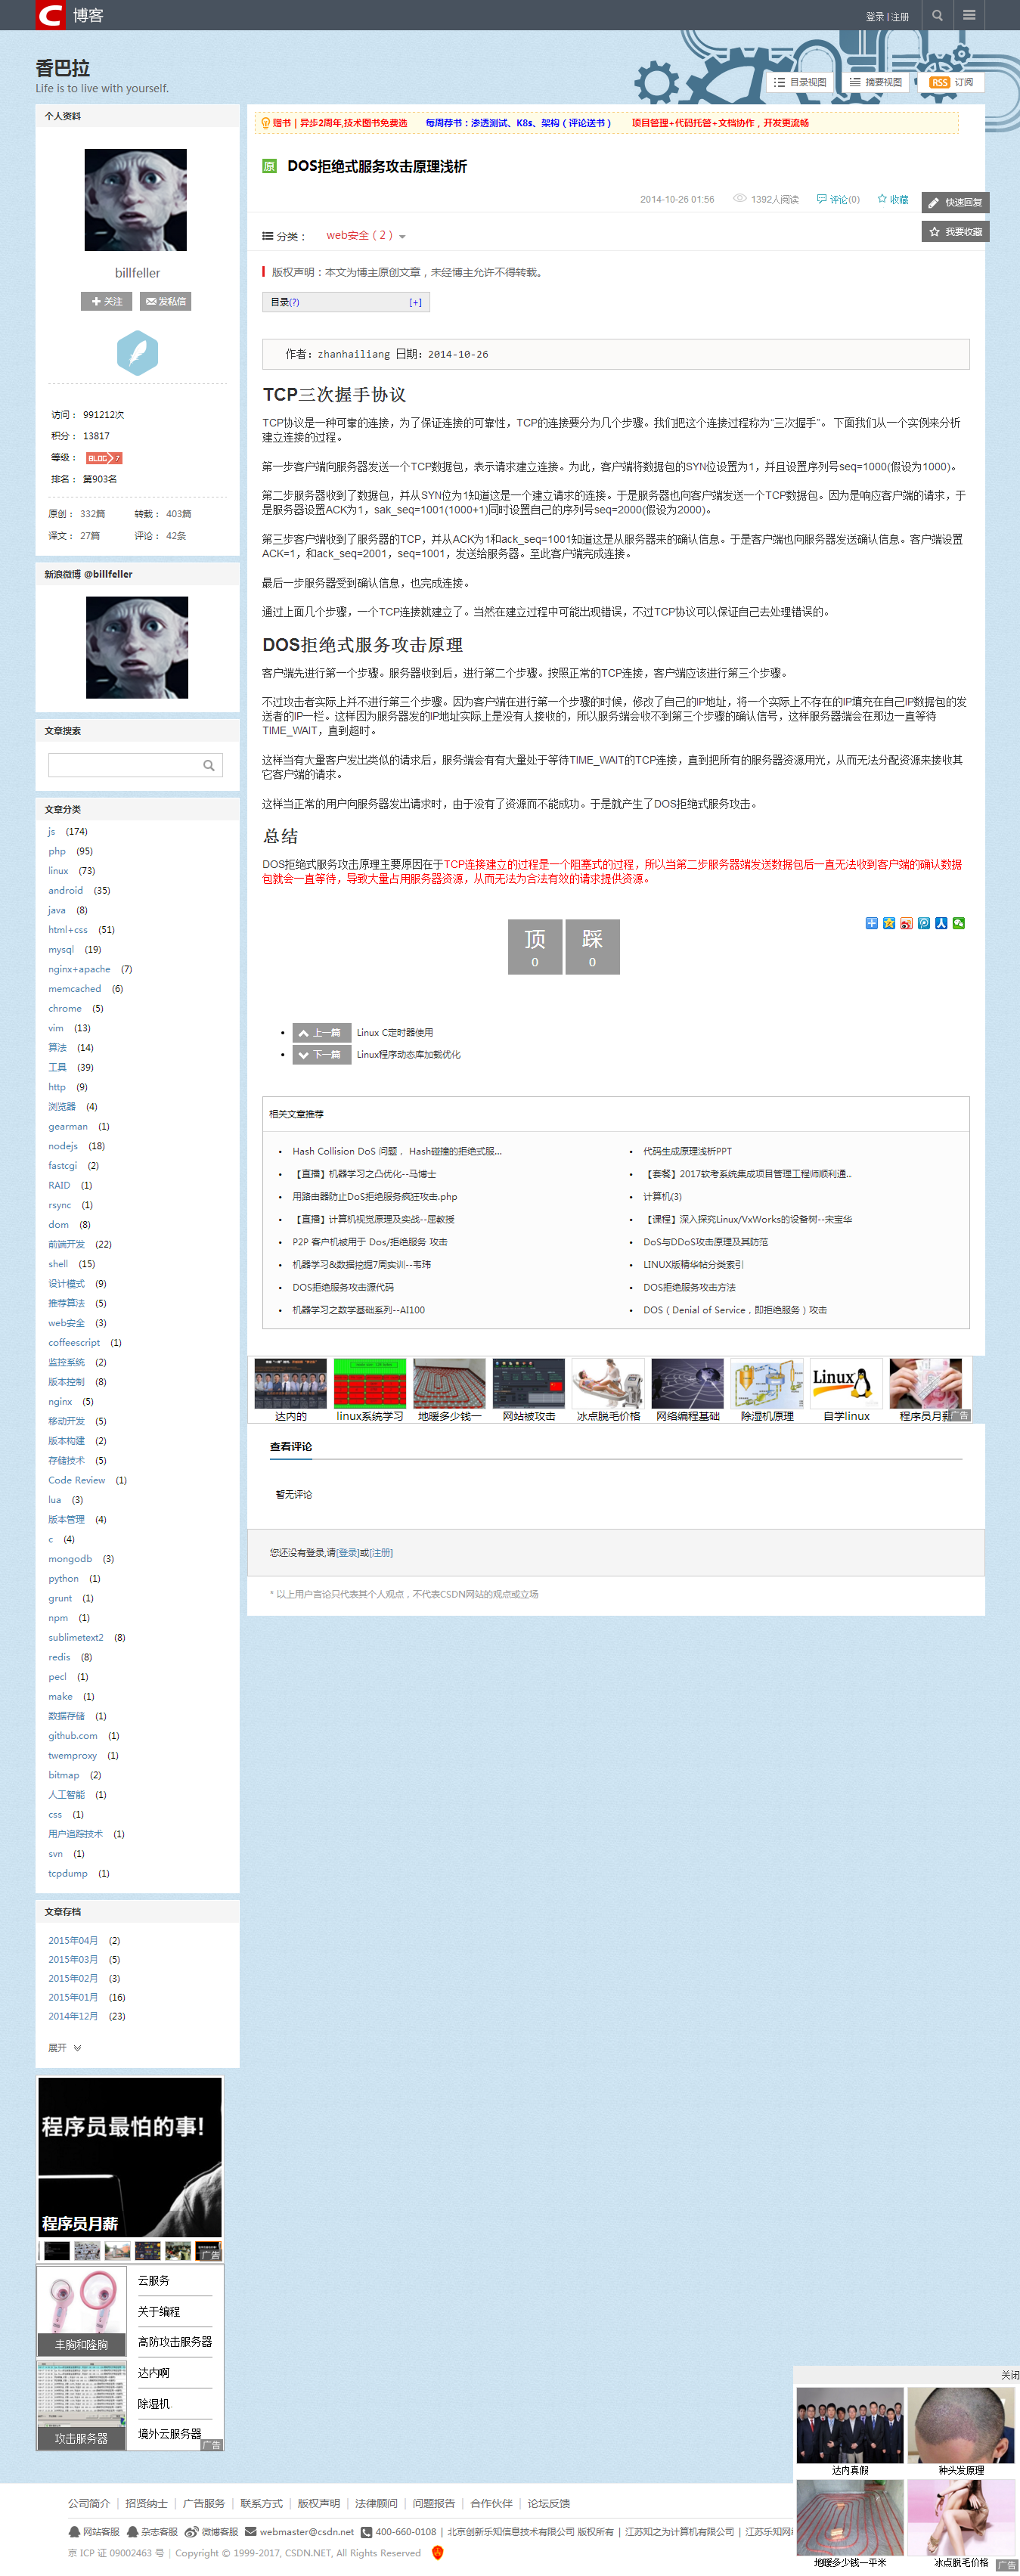 博客
登录 | 注册
香巴拉
Life is to live with yourself.
目录视图
摘要视图
RSS 订阅
个人资料
billfeller
关注 发私信
访问： 991212次
积分： 13817
等级： BLOG 7
排名： 第903名
原创： 332篇 转载： 403篇
译文： 27篇 评论： 42条
新浪微博 @billfeller
文章搜索
文章分类
js (174)
php (95)
linux (73)
android (35)
java (8)
html+css (51)
mysql (19)
nginx+apache (7)
memcached (6)
chrome (5)
vim (13)
算法 (14)
工具 (39)
http (9)
浏览器 (4)
gearman (1)
nodejs (18)
fastcgi (2)
RAID (1)
rsync (1)
dom (8)
前端开发 (22)
shell (15)
设计模式 (9)
推荐算法 (5)
web安全 (3)
coffeescript (1)
监控系统 (2)
版本控制 (8)
nginx (5)
移动开发 (5)
版本构建 (2)
存储技术 (5)
Code Review (1)
lua (3)
版本管理 (4)
c (4)
mongodb (3)
python (1)
grunt (1)
npm (1)
sublimetext2 (8)
redis (8)
pecl (1)
make (1)
数据存储 (1)
github.com (1)
twemproxy (1)
bitmap (2)
人工智能 (1)
css (1)
用户追踪技术 (1)
svn (1)
tcpdump (1)
文章存档
2015年04月 (2)
2015年03月 (5)
2015年02月 (3)
2015年01月 (16)
2014年12月 (23)
展开
程序员最怕的事!
程序员月薪
广告
丰胸和隆胸
攻击服务器
云服务
关于编程
高防攻击服务器
达内啊
除湿机
境外云服务器
广告
赠书 | 异步2周年,技术图书免费选 每周荐书：渗透测试、K8s、架构（评论送书） 项目管理+代码托管+文档协作，开发更流畅
原 DOS拒绝式服务攻击原理浅析
2014-10-26 01:56 1392人阅读 评论(0) 收藏
快速回复
我要收藏
分类： web安全（2）
版权声明：本文为博主原创文章，未经博主允许不得转载。
目录(?) [+]
作者：zhanhailiang 日期：2014-10-26
TCP三次握手协议
TCP协议是一种可靠的连接，为了保证连接的可靠性，TCP的连接要分为几个步骤。我们把这个连接过程称为“三次握手”。 下面我们从一个实例来分析
建立连接的过程。
第一步客户端向服务器发送一个TCP数据包，表示请求建立连接。为此，客户端将数据包的SYN位设置为1，并且设置序列号seq=1000(假设为1000)。
第二步服务器收到了数据包，并从SYN位为1知道这是一个建立请求的连接。于是服务器也向客户端发送一个TCP数据包。因为是响应客户端的请求，于
是服务器设置ACK为1，sak_seq=1001(1000+1)同时设置自己的序列号seq=2000(假设为2000)。
第三步客户端收到了服务器的TCP，并从ACK为1和ack_seq=1001知道这是从服务器来的确认信息。于是客户端也向服务器发送确认信息。客户端设置
ACK=1，和ack_seq=2001，seq=1001，发送给服务器。至此客户端完成连接。
最后一步服务器受到确认信息，也完成连接。
通过上面几个步骤，一个TCP连接就建立了。当然在建立过程中可能出现错误，不过TCP协议可以保证自己去处理错误的。
DOS拒绝式服务攻击原理
客户端先进行第一个步骤。服务器收到后，进行第二个步骤。按照正常的TCP连接，客户端应该进行第三个步骤。
不过攻击者实际上并不进行第三个步骤。因为客户端在进行第一个步骤的时候，修改了自己的IP地址，将一个实际上不存在的IP填充在自己IP数据包的发
送者的IP一栏。这样因为服务器发的IP地址实际上是没有人接收的，所以服务端会收不到第三个步骤的确认信号，这样服务器端会在那边一直等待
TIME_WAIT，直到超时。
这样当有大量客户发出类似的请求后，服务端会有有大量处于等待TIME_WAIT的TCP连接，直到把所有的服务器资源用光，从而无法分配资源来接收其
它客户端的请求。
这样当正常的用户向服务器发出请求时，由于没有了资源而不能成功。于是就产生了DOS拒绝式服务攻击。
总结
DOS拒绝式服务攻击原理主要原因在于TCP连接建立的过程是一个阻塞式的过程，所以当第二步服务器端发送数据包后一直无法收到客户端的确认数据
包就会一直等待，导致大量占用服务器资源，从而无法为合法有效的请求提供资源。
顶 踩
0 0
上一篇 Linux C定时器使用
下一篇 Linux程序动态库加载优化
相关文章推荐
Hash Collision DoS 问题， Hash碰撞的拒绝式服...
代码生成原理浅析PPT
【直播】机器学习之凸优化--马博士
【套餐】2017软考系统集成项目管理工程师顺利通..
用路由器防止DoS拒绝服务疯狂攻击.php
计算机(3)
【直播】计算机视觉原理及实战--屈教授
【课程】深入探究Linux/VxWorks的设备树--宋宝华
P2P 客户机被用于 Dos/拒绝服务 攻击
DoS与DDoS攻击原理及其防范
机器学习&数据挖掘7周实训--韦玮
LINUX版精华帖分类索引
DOS拒绝服务攻击源代码
DOS拒绝服务攻击方法
机器学习之数学基础系列--AI100
DOS（Denial of Service，即拒绝服务）攻击
Linux
达内的 linux系统学习 地暖多少钱一 网站被攻击 冰点脱毛价格 网络编程基础 除湿机原理 自学linux 程序员月薪
广告
查看评论
暂无评论
您还没有登录,请[登录]或[注册]
* 以上用户言论只代表其个人观点，不代表CSDN网站的观点或立场
关闭
达内真假 种头发原理
地暖多少钱一平米 冰点脱毛价格
广告
公司简介 | 招贤纳士 | 广告服务 | 联系方式 | 版权声明 | 法律顾问 | 问题报告 | 合作伙伴 | 论坛反馈
网站客服 杂志客服 微博客服 webmaster@csdn.net 400-660-0108 | 北京创新乐知信息技术有限公司 版权所有 | 江苏知之为计算机有限公司 | 江苏乐知网
京 ICP 证 09002463 号 | Copyright © 1999-2017, CSDN.NET, All Rights Reserved